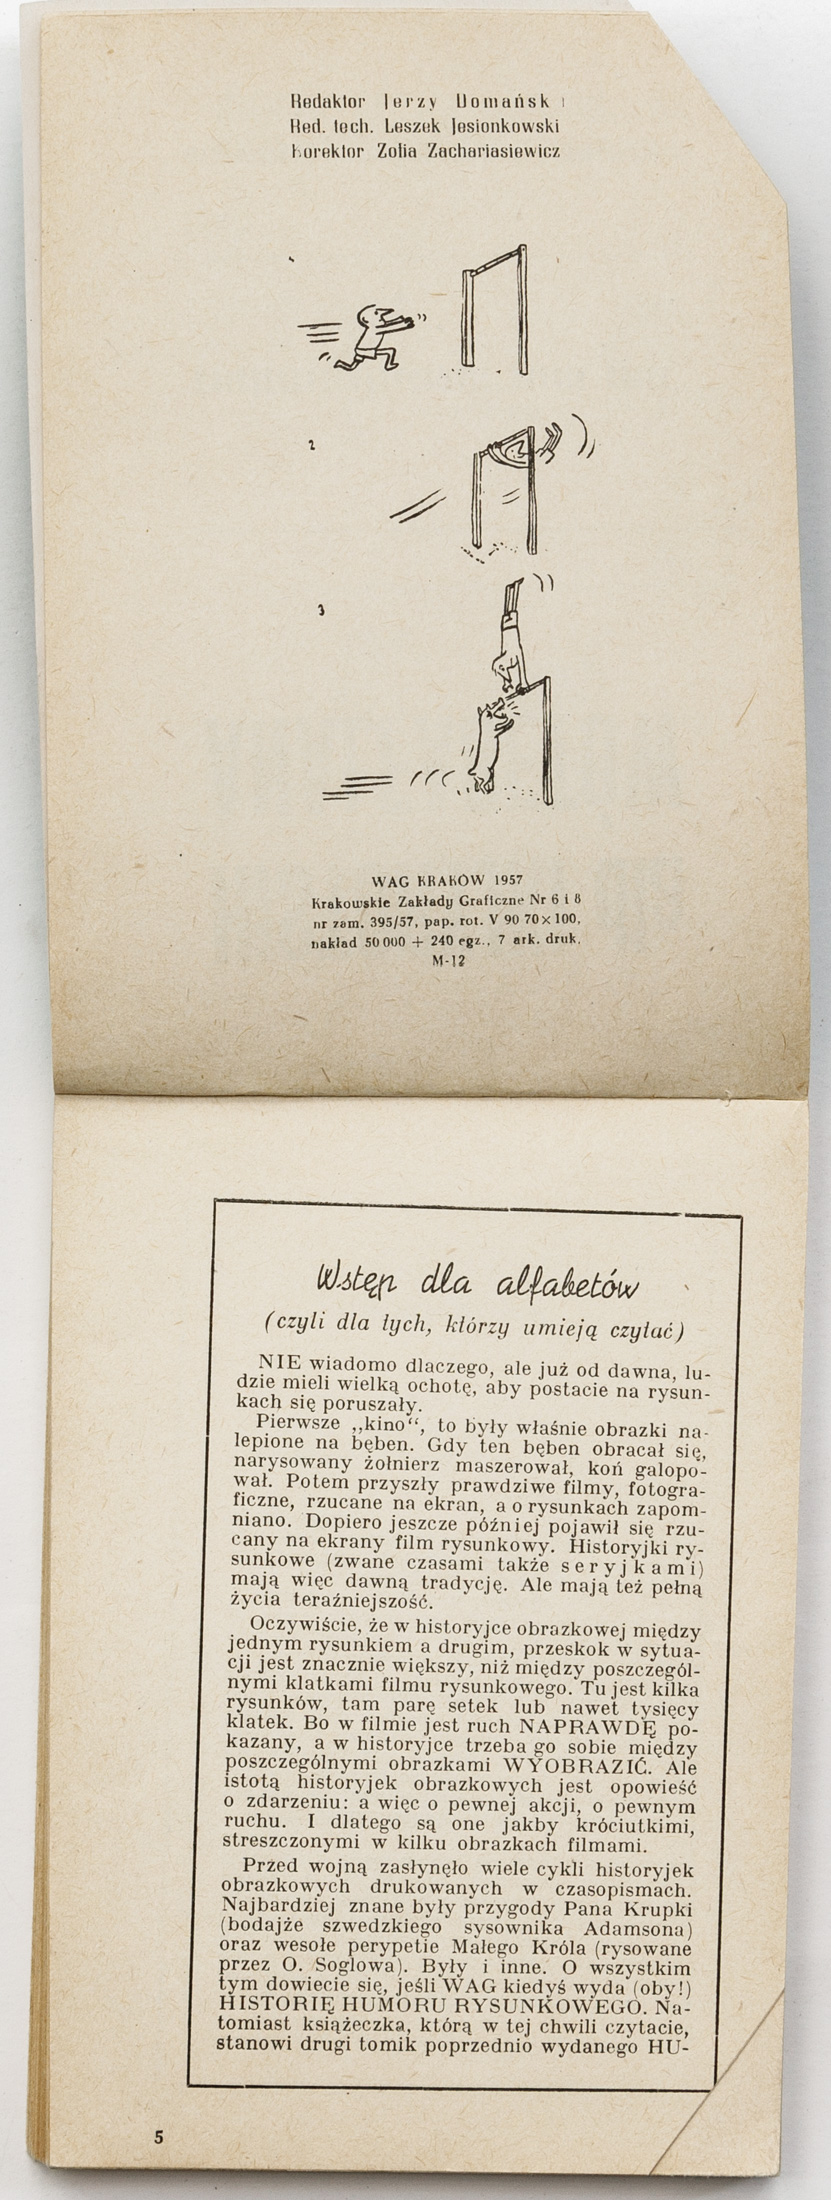 Redaktor Jerzy Domański
Red. tech. Leszek Jesionkowski
Korektor Zofia Zachariasiewicz
2
3
WAG KRAKÓW 1957
Krakowskie Zakłady Graficzne Nr 6 i 8
nr zam. 395/57, pap. rot. V 90 70×100,
nakład 50 000 + 240 egz., 7 ark. druk.
M-12
Wstęp dla alfabetów
(czyli dla tych, którzy umieją czytać)
NIE wiadomo dlaczego, ale już od dawna, lu-
dzie mieli wielką ochotę, aby postacie na rysun-
kach się poruszały.
Pierwsze „kino“, to były właśnie obrazki na-
lepione na bęben. Gdy ten bęben obracał się,
narysowany żołnierz maszerował, koń galopo-
wał. Potem przyszły prawdziwe filmy, fotogra-
ficzne, rzucane na ekran, a o rysunkach zapom-
niano. Dopiero jeszcze później pojawił się rzu-
cany na ekrany film rysunkowy. Historyjki ry-
sunkowe (zwane czasami także seryjkami)
mają więc dawną tradycję. Ale mają też pełną
życia teraźniejszość.
Oczywiście, że w historyjce obrazkowej między
jednym rysunkiem a drugim, przeskok w sytua-
cji jest znacznie większy, niż między poszczegól-
nymi klatkami filmu rysunkowego. Tu jest kilka
rysunków, tam parę setek lub nawet tysięcy
klatek. Bo w filmie jest ruch NAPRAWDĘ po-
kazany, a w historyjce trzeba go sobie między
poszczególnymi obrazkami WYOBRAZIĆ. Ale
istotą historyjek obrazkowych jest opowieść
o zdarzeniu: a więc o pewnej akcji, o pewnym
ruchu. I dlatego są one jakby króciutkimi,
streszczonymi w kilku obrazkach filmami.
Przed wojną zasłynęło wiele cykli historyjek
obrazkowych drukowanych w czasopismach.
Najbardziej znane były przygody Pana Krupki
(bodajże szwedzkiego sysownika Adamsona)
oraz wesołe perypetie Małego Króla (rysowane
przez O. Soglowa). Były i inne. O wszystkim
tym dowiecie się, jeśli WAG kiedyś wyda (oby!)
HISTORIĘ HUMORU RYSUNKOWEGO. Na-
tomiast książeczka, którą w tej chwili czytacie,
stanowi drugi tomik poprzednio wydanego HU-
5